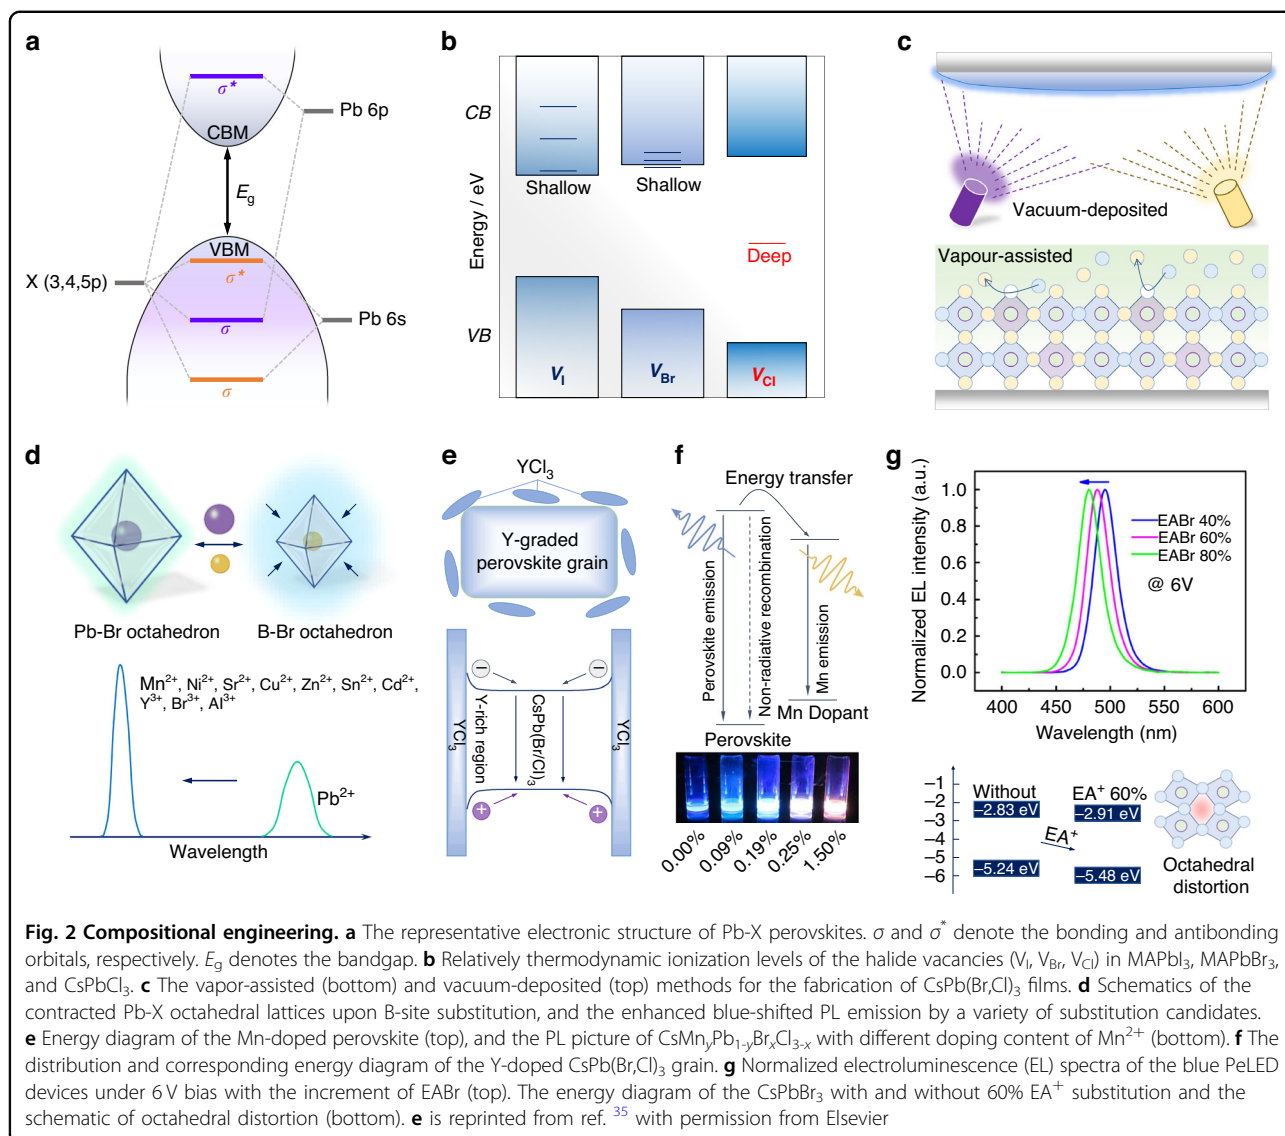 a
σ*
CBM
Pb 6p
Eg
VBM
σ*
X (3,4,5p)
σ
Pb 6s
σ
b
CB
Energy / eV
VB
Shallow
Shallow
Deep
VI
VBr
VCl
c
Vacuum-deposited
Vapour-assisted
d
Pb-Br octahedron
B-Br octahedron
Mn2+, Ni2+, Sr2+, Cu2+, Zn2+, Sn2+, Cd2+,
Y3+, Br3+, Al3+
Pb2+
Wavelength
e
YCl3
Y-graded
perovskite grain
−
−
YCl3
Y-rich region
CsPb(Br/Cl)3
YCl3
+
+
f
Energy transfer
Perovskite emission
Non-radiative recombination
Mn emission
Mn Dopant
Perovskite
0.00%
0.09%
0.19%
0.25%
1.50%
g
Normalized EL intensity (a.u.)
1.0
0.8
0.6
0.4
0.2
0.0
EABr 40%
EABr 60%
EABr 80%
@ 6V
400
450
500
550
600
Wavelength (nm)
−1
−2
−3
−4
−5
−6
Without
−2.83 eV
EA+ 60%
−2.91 eV
EA+
−5.24 eV
−5.48 eV
Octahedral
distortion
Fig. 2 Compositional engineering. a The representative electronic structure of Pb-X perovskites. σ and σ* denote the bonding and antibonding
orbitals, respectively. Eg denotes the bandgap. b Relatively thermodynamic ionization levels of the halide vacancies (VI, VBr, VCl) in MAPbI3, MAPbBr3,
and CsPbCl3. c The vapor-assisted (bottom) and vacuum-deposited (top) methods for the fabrication of CsPb(Br,Cl)3 films. d Schematics of the
contracted Pb-X octahedral lattices upon B-site substitution, and the enhanced blue-shifted PL emission by a variety of substitution candidates.
e Energy diagram of the Mn-doped perovskite (top), and the PL picture of CsMnyPb1-yBrxCl3-x with different doping content of Mn2+ (bottom). f The
distribution and corresponding energy diagram of the Y-doped CsPb(Br,Cl)3 grain. g Normalized electroluminescence (EL) spectra of the blue PeLED
devices under 6 V bias with the increment of EABr (top). The energy diagram of the CsPbBr3 with and without 60% EA+ substitution and the
schematic of octahedral distortion (bottom). e is reprinted from ref. 35 with permission from Elsevier